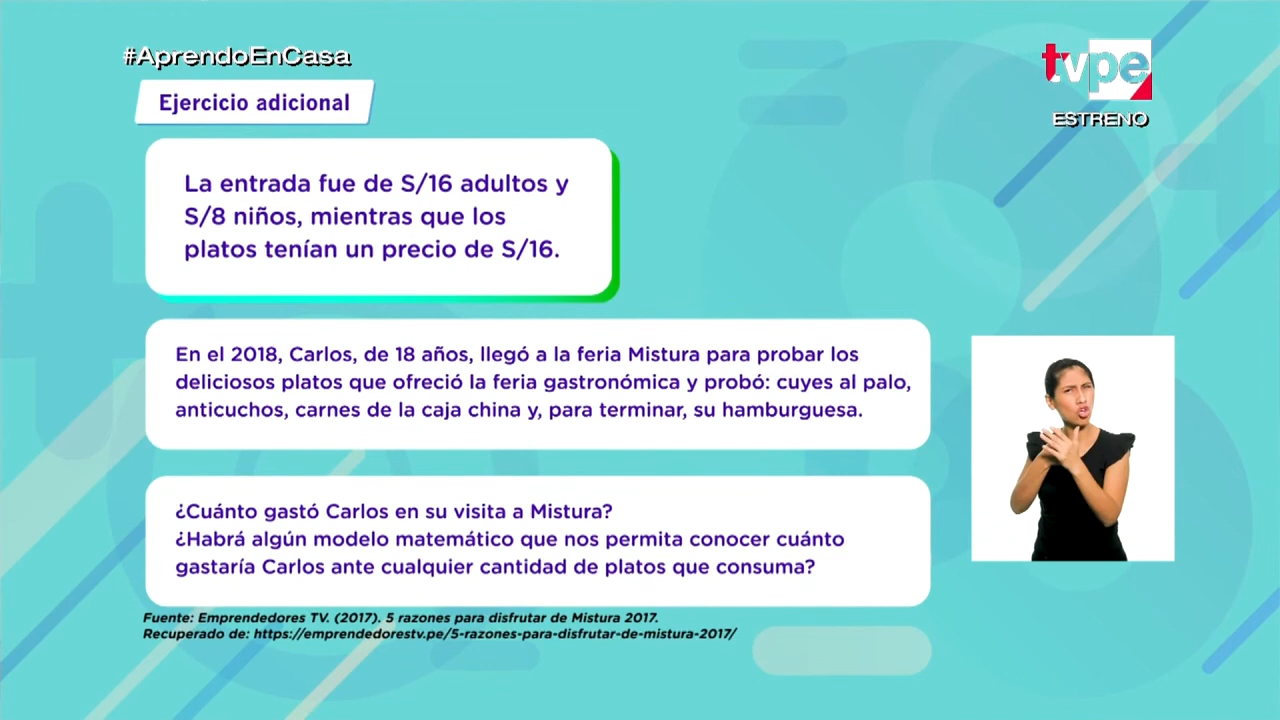 #AprendoEnCasa
tvpe
ESTRENO
Ejercicio adicional
La entrada fue de S/16 adultos y
S/8 niños, mientras que los
platos tenían un precio de S/16.
En el 2018, Carlos, de 18 años, llegó a la feria Mistura para probar los
deliciosos platos que ofreció la feria gastronómica y probó: cuyes al palo,
anticuchos, carnes de la caja china y, para terminar, su hamburguesa.
¿Cuánto gastó Carlos en su visita a Mistura?
¿Habrá algún modelo matemático que nos permita conocer cuánto
gastaría Carlos ante cualquier cantidad de platos que consuma?
Fuente: Emprendedores TV. (2017). 5 razones para disfrutar de Mistura 2017.
Recuperado de: https://emprendedorestv.pe/5-razones-para-disfrutar-de-mistura-2017/